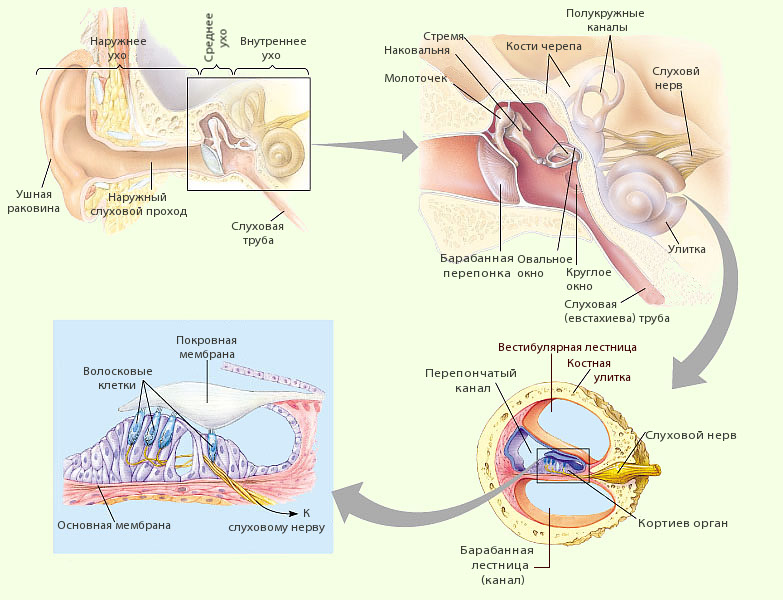 Наружнее
ухо
Среднее
ухо
Внутреннее
ухо
Ушная
раковина
Наружный
слуховой проход
Слуховая
труба
Стремя
Наковальня
Молоточек
Кости черепа
Полукружные
каналы
Слуховй
нерв
Улитка
Барабанная
перепонка
Овальное
окно
Круглое
окно
Слуховая
(евстахиева) труба
Вестибулярная лестница
Костная
улитка
Перепончатый
канал
Слуховой нерв
Кортиев орган
Барабанная
лестница
(канал)
Покровная
мембрана
Волосковые
клетки
Основная мембрана
К
слуховому нерву